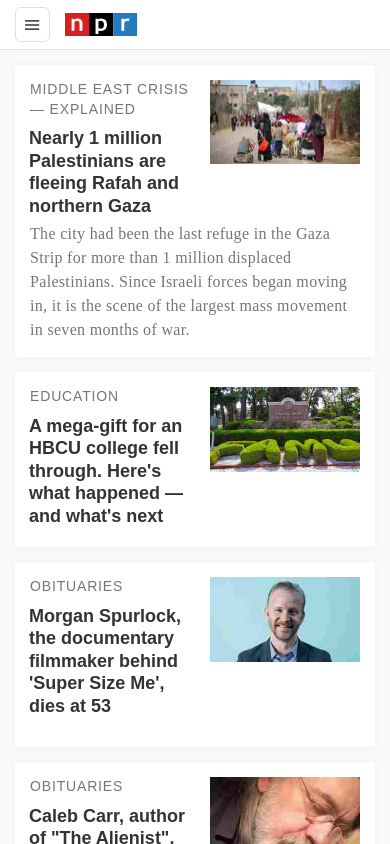 npr
MIDDLE EAST CRISIS
— EXPLAINED
Nearly 1 million
Palestinians are
fleeing Rafah and
northern Gaza
The city had been the last refuge in the Gaza
Strip for more than 1 million displaced
Palestinians. Since Israeli forces began moving
in, it is the scene of the largest mass movement
in seven months of war.
EDUCATION
A mega-gift for an
HBCU college fell
through. Here's
what happened —
and what's next
OBITUARIES
Morgan Spurlock,
the documentary
filmmaker behind
'Super Size Me',
dies at 53
OBITUARIES
Caleb Carr, author
of "The Alienist",